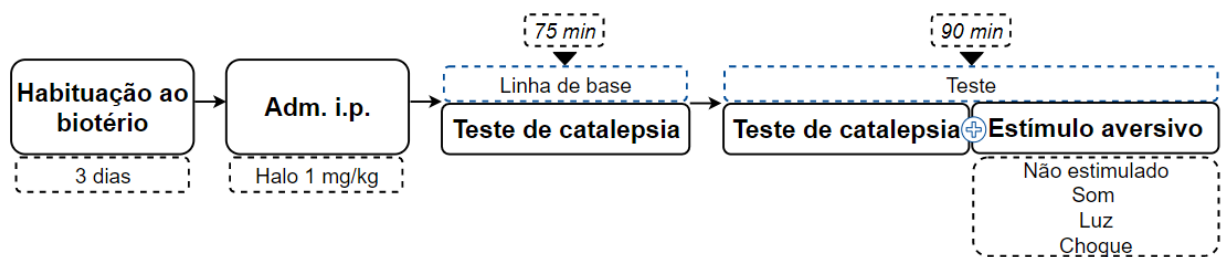 75 min
90 min
Habituação ao
biotério
3 dias
Adm. i.p.
Halo 1 mg/kg
Linha de base
Teste de catalepsia
Teste
Teste de catalepsia
Estímulo aversivo
Não estimulado
Som
Luz
Choque